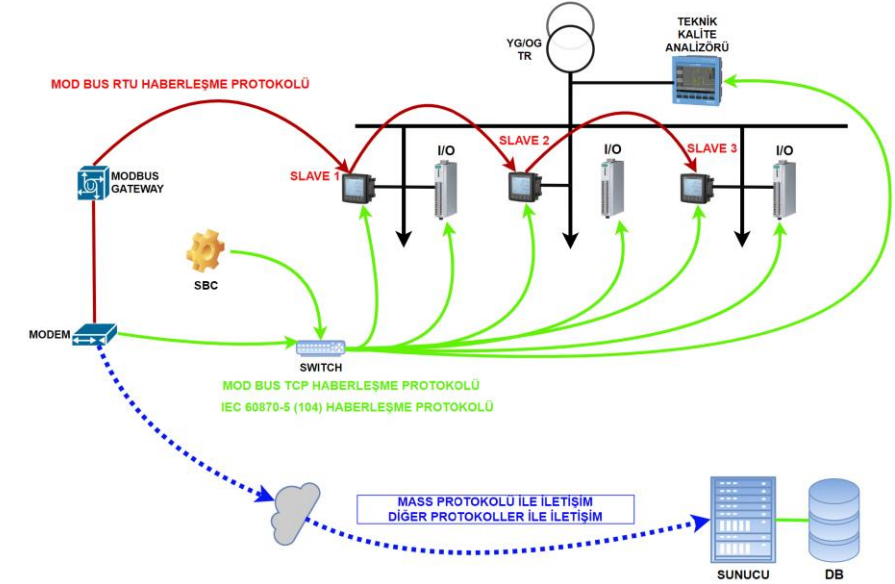 TEKNİK
KALİTE
ANALİZÖRÜ
YG/OG
TR
MOD BUS RTU HABERLEŞME PROTOKOLÜ
I/O
SLAVE 2
I/O
SLAVE 3
I/O
MODBUS
GATEWAY
SLAVE 1
SBC
MODEM
SWITCH
MOD BUS TCP HABERLEŞME PROTOKOLÜ
IEC 60870-5 (104) HABERLEŞME PROTOKOLÜ
MASS PROTOKOLÜ İLE İLETİŞİM
DİĞER PROTOKOLLER İLE İLETİŞİM
SUNUCU
DB